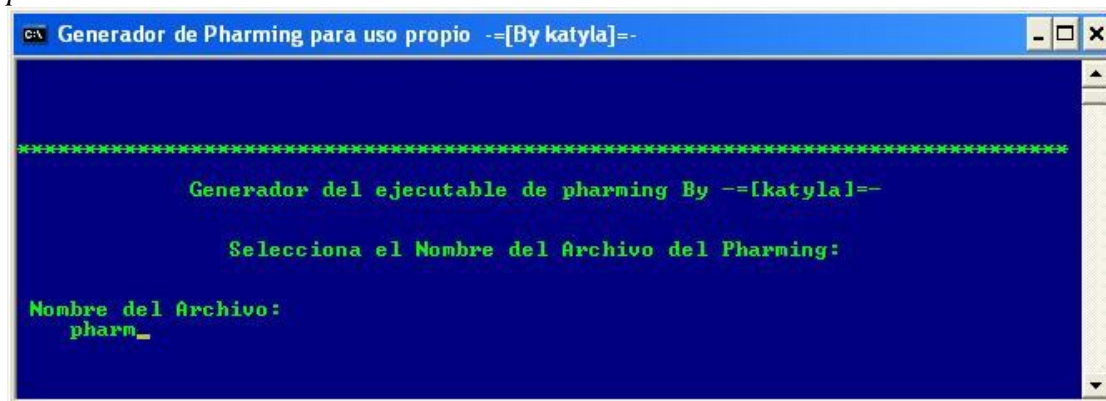 Generador de Pharming para uso propio -=[By katyla]=-
*******************************************************************************
Generador del ejecutable de pharming By -=[katyla]=-
Selecciona el Nombre del Archivo del Pharming:
Nombre del Archivo:
pharm_